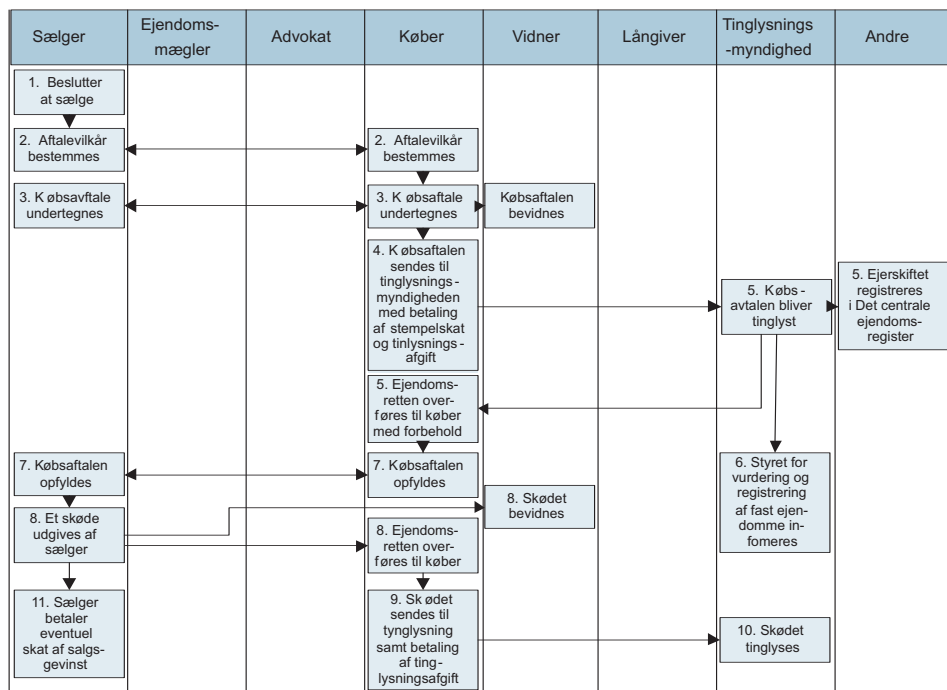 Sælger
Ejendoms-
mægler
Advokat
Køber
Vidner
Långiver
Tinglysnings
-myndighed
Andre
1. Beslutter
at sælge
2. Aftalevilkår
bestemmes
2. Aftalevilkår
bestemmes
3. K øbsavftale
undertegnes
3. K øbsaftale
undertegnes
Købsaftalen
bevidnes
4. K øbsaftalen
sendes til
tinglysnings-
myndigheden
med betaling
af stempelskat
og tinlysnings-
afgift
5. Købs-
avtalen bliver
tinglyst
5. Ejerskiftet
registreres
i Det centrale
ejendoms-
register
5. Ejendoms-
retten over-
føres til køber
med forbehold
7. Købsaftalen
opfyldes
7. Købsaftalen
opfyldes
6. Styret for
vurdering og
registrering
af fast ejen-
domme in-
fomeres
8. Et skøde
udgives af
sælger
8. Skødet
bevidnes
8. Ejendoms-
retten over-
føres til køber
11. Sælger
betaler
eventuel
skat af salgs-
gevinst
9. Sk ødet
sendes til
tynglysning
samt betaling
af ting-
lysningsafgift
10. Skødet
tinglyses